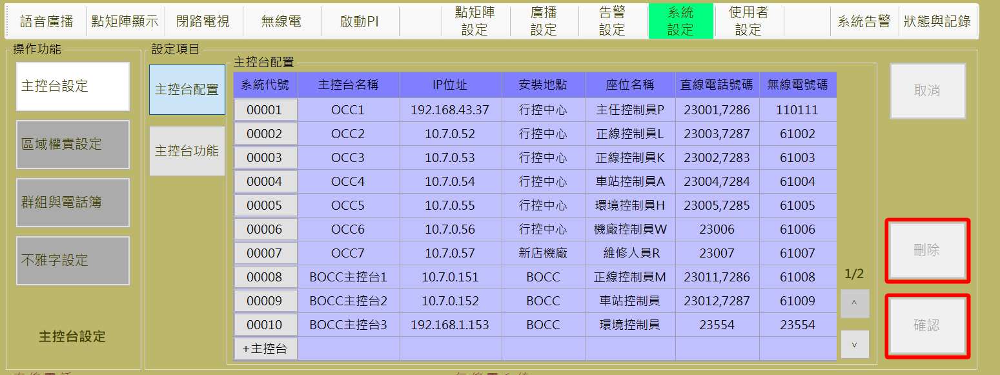 語音廣播 點矩陣顯示 閉路電視 無線電 啟動PI 點矩陣設定 廣播設定 告警設定 系統設定 使用者設定 系統告警 狀態與記錄
操作功能
主控台設定
區域權責設定
群組與電話簿
不雅字設定
主控台設定
設定項目
主控台配置
主控台功能
主控台配置
系統代號 主控台名稱 IP位址 安裝地點 座位名稱 直線電話號碼 無線電號碼
00001 OCC1 192.168.43.37 行控中心 主任控制員P 23001,7286 110111
00002 OCC2 10.7.0.52 行控中心 正線控制員L 23003,7287 61002
00003 OCC3 10.7.0.53 行控中心 正線控制員K 23002,7283 61003
00004 OCC4 10.7.0.54 行控中心 車站控制員A 23004,7284 61004
00005 OCC5 10.7.0.55 行控中心 環境控制員H 23005,7285 61005
00006 OCC6 10.7.0.56 行控中心 機廠控制員W 23006 61006
00007 OCC7 10.7.0.57 新店機廠 維修人員R 23007 61007
00008 BOCC主控台1 10.7.0.151 BOCC 正線控制員M 23011,7286 61008
00009 BOCC主控台2 10.7.0.152 BOCC 車站控制員 23012,7287 61009
00010 BOCC主控台3 192.168.1.153 BOCC 環境控制員 23554 23554
+主控台
1/2
取消
刪除
確認